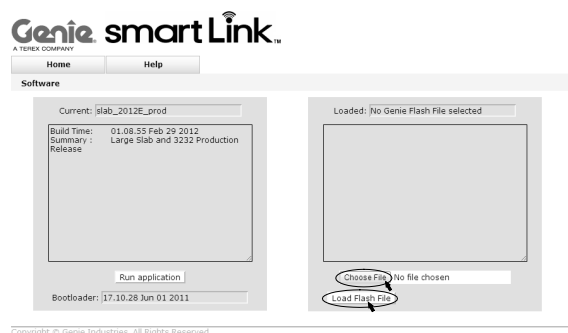 Genie. smart Link™
A TEREX COMPANY
Home Help
Software
Current: slab_2012E_prod
Build Time: 01.08.55 Feb 29 2012
Summary : Large Slab and 3232 Production
Release
Run application
Bootloader: 17.10.28 Jun 01 2011
Loaded: No Genie Flash File selected
Choose File No file chosen
Load Flash File
Copyright © Genie Industries. All Rights Reserved